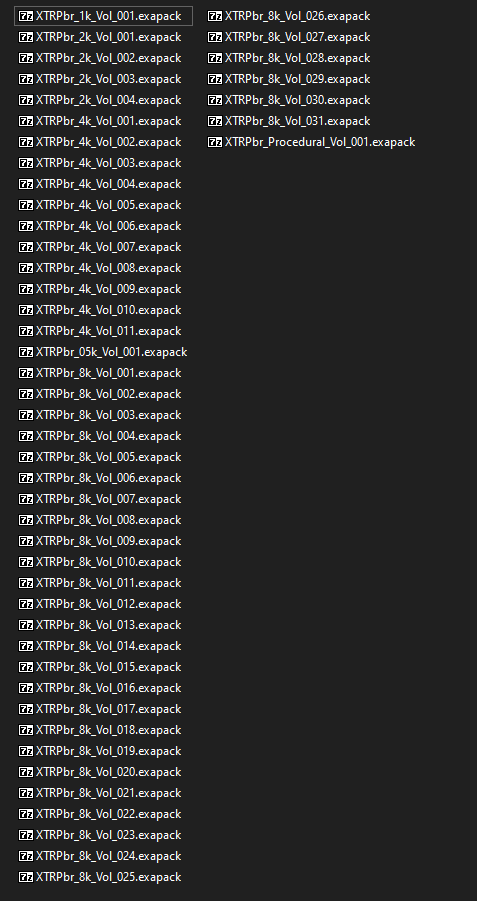 XTRPbr_1k_Vol_001.exapack
XTRPbr_2k_Vol_001.exapack
XTRPbr_2k_Vol_002.exapack
XTRPbr_2k_Vol_003.exapack
XTRPbr_2k_Vol_004.exapack
XTRPbr_4k_Vol_001.exapack
XTRPbr_4k_Vol_002.exapack
XTRPbr_4k_Vol_003.exapack
XTRPbr_4k_Vol_004.exapack
XTRPbr_4k_Vol_005.exapack
XTRPbr_4k_Vol_006.exapack
XTRPbr_4k_Vol_007.exapack
XTRPbr_4k_Vol_008.exapack
XTRPbr_4k_Vol_009.exapack
XTRPbr_4k_Vol_010.exapack
XTRPbr_4k_Vol_011.exapack
XTRPbr_05k_Vol_001.exapack
XTRPbr_8k_Vol_001.exapack
XTRPbr_8k_Vol_002.exapack
XTRPbr_8k_Vol_003.exapack
XTRPbr_8k_Vol_004.exapack
XTRPbr_8k_Vol_005.exapack
XTRPbr_8k_Vol_006.exapack
XTRPbr_8k_Vol_007.exapack
XTRPbr_8k_Vol_008.exapack
XTRPbr_8k_Vol_009.exapack
XTRPbr_8k_Vol_010.exapack
XTRPbr_8k_Vol_011.exapack
XTRPbr_8k_Vol_012.exapack
XTRPbr_8k_Vol_013.exapack
XTRPbr_8k_Vol_014.exapack
XTRPbr_8k_Vol_015.exapack
XTRPbr_8k_Vol_016.exapack
XTRPbr_8k_Vol_017.exapack
XTRPbr_8k_Vol_018.exapack
XTRPbr_8k_Vol_019.exapack
XTRPbr_8k_Vol_020.exapack
XTRPbr_8k_Vol_021.exapack
XTRPbr_8k_Vol_022.exapack
XTRPbr_8k_Vol_023.exapack
XTRPbr_8k_Vol_024.exapack
XTRPbr_8k_Vol_025.exapack
XTRPbr_8k_Vol_026.exapack
XTRPbr_8k_Vol_027.exapack
XTRPbr_8k_Vol_028.exapack
XTRPbr_8k_Vol_029.exapack
XTRPbr_8k_Vol_030.exapack
XTRPbr_8k_Vol_031.exapack
XTRPbr_Procedural_Vol_001.exapack